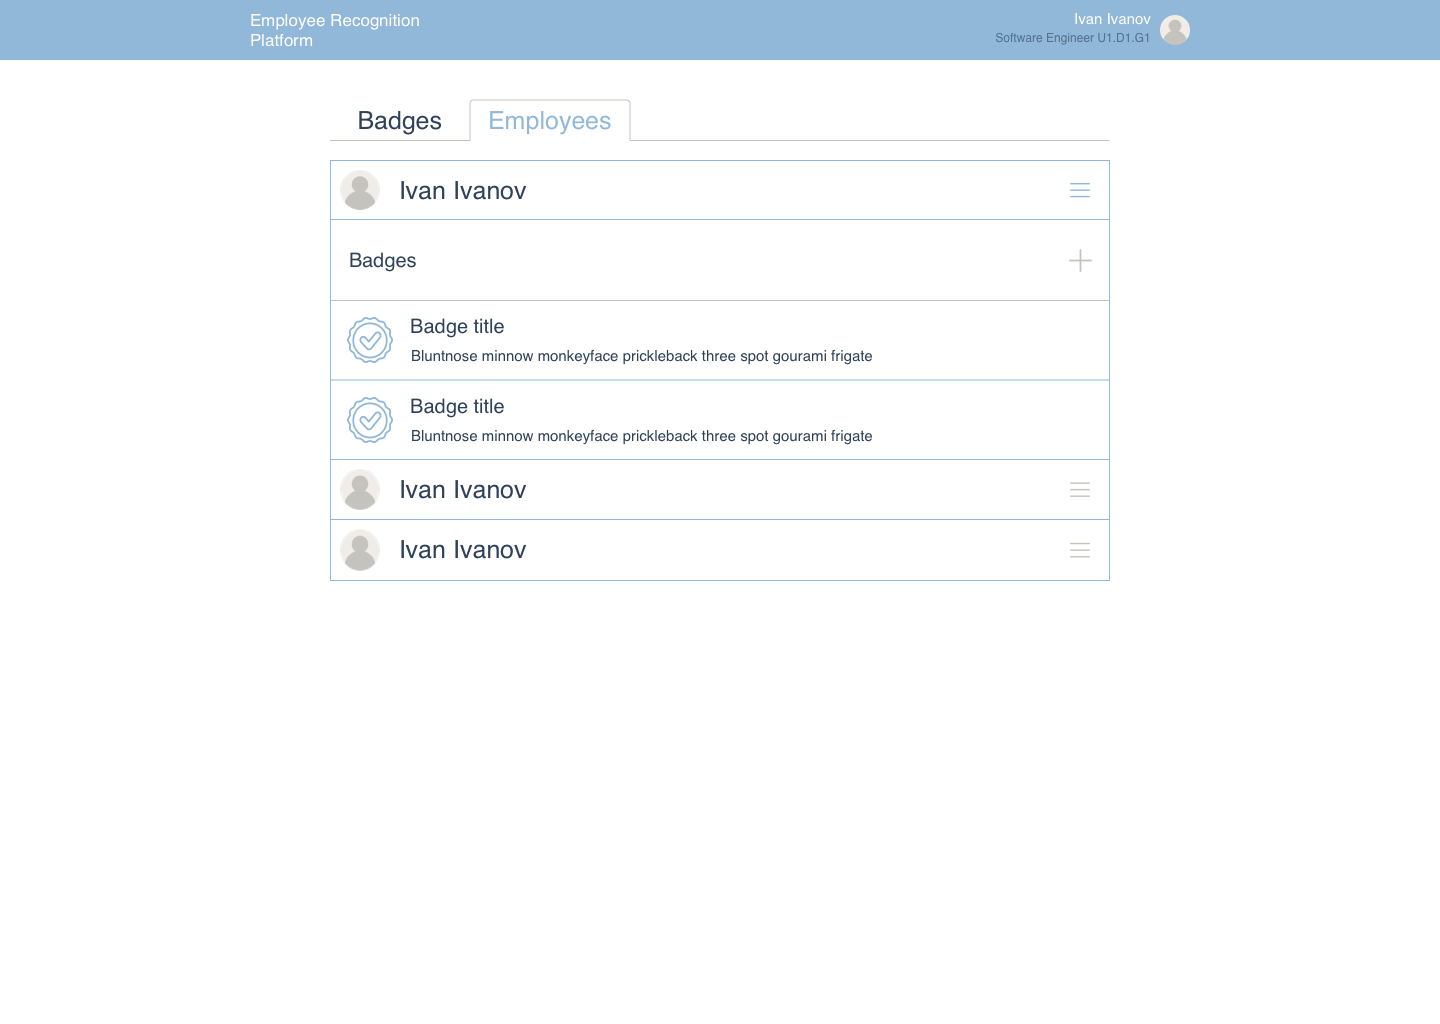 Employee Recognition
Platform
Ivan Ivanov
Software Engineer U1.D1.G1
Badges
Employees
Ivan Ivanov
Badges
Badge title
Bluntnose minnow monkeyface prickleback three spot gourami frigate
Badge title
Bluntnose minnow monkeyface prickleback three spot gourami frigate
Ivan Ivanov
Ivan Ivanov